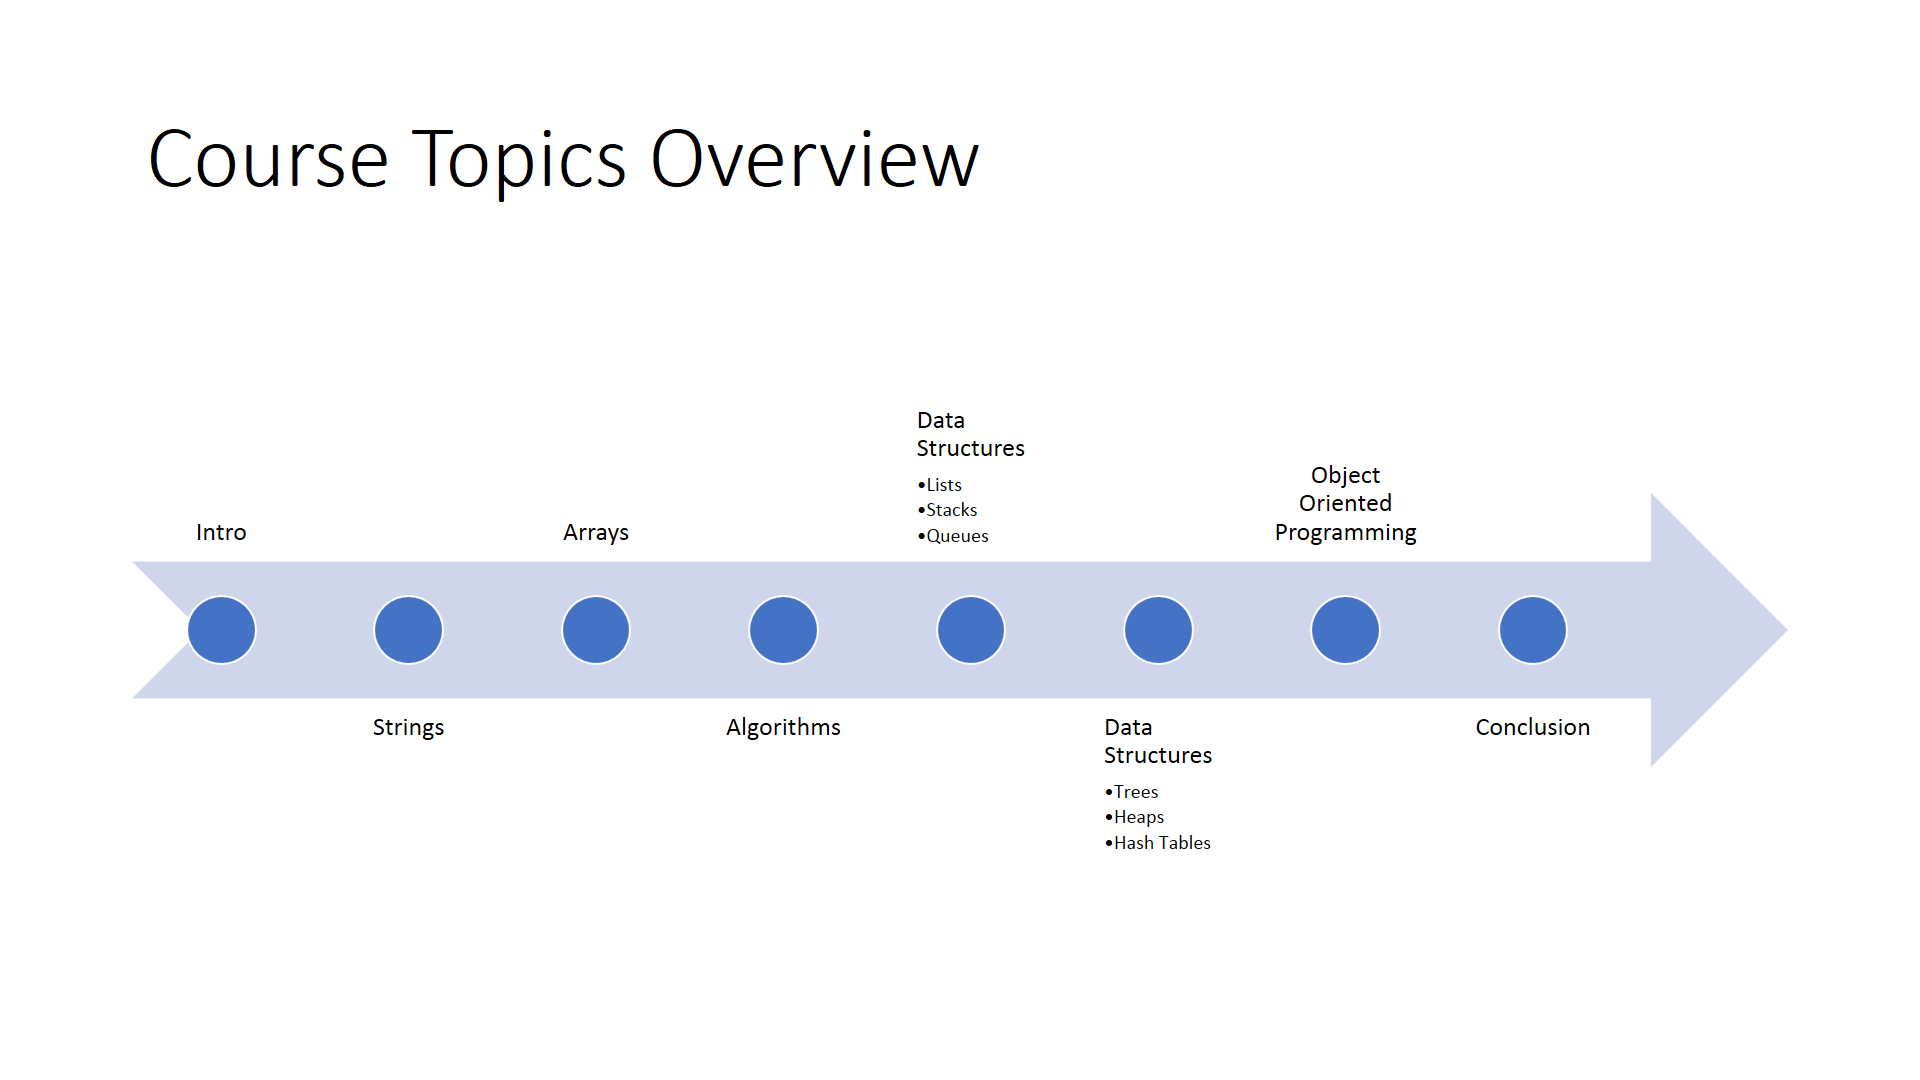 Course Topics Overview
Intro
Strings
Arrays
Algorithms
Data
Structures
•Lists
•Stacks
•Queues
Data
Structures
•Trees
•Heaps
•Hash Tables
Object
Oriented
Programming
Conclusion